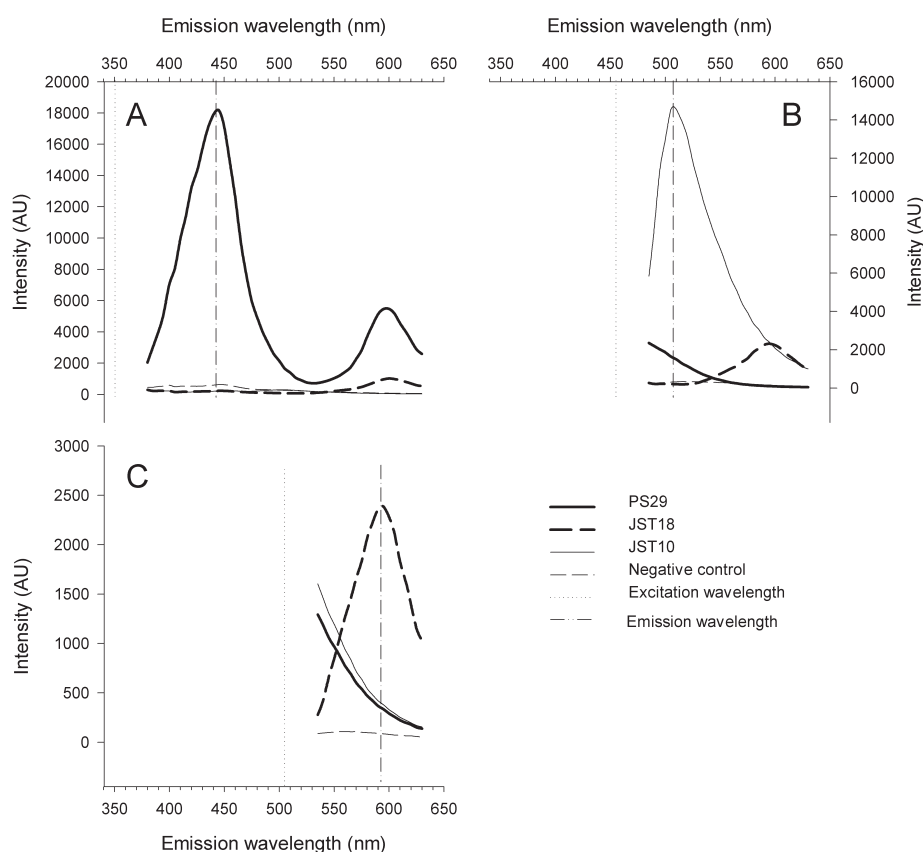 Emission wavelength (nm) Emission wavelength (nm)
350 400 450 500 550 600 650 350 400 450 500 550 600 650
A
20000
18000
16000
14000
12000
10000
8000
6000
4000
2000
0
Intensity (AU)
B
16000
14000
12000
10000
8000
6000
4000
2000
0
Intensity (AU)
C
3000
2500
2000
1500
1000
500
0
Intensity (AU)
350 400 450 500 550 600 650
Emission wavelength (nm)
PS29
JST18
JST10
Negative control
Excitation wavelength
Emission wavelength